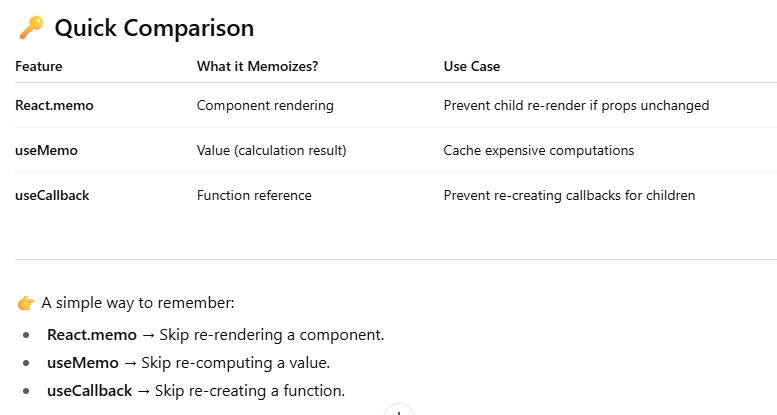 🔑 Quick Comparison
Feature What it Memoizes? Use Case
React.memo Component rendering Prevent child re-render if props unchanged
useMemo Value (calculation result) Cache expensive computations
useCallback Function reference Prevent re-creating callbacks for children
👉 A simple way to remember:
• React.memo → Skip re-rendering a component.
• useMemo → Skip re-computing a value.
• useCallback → Skip re-creating a function.